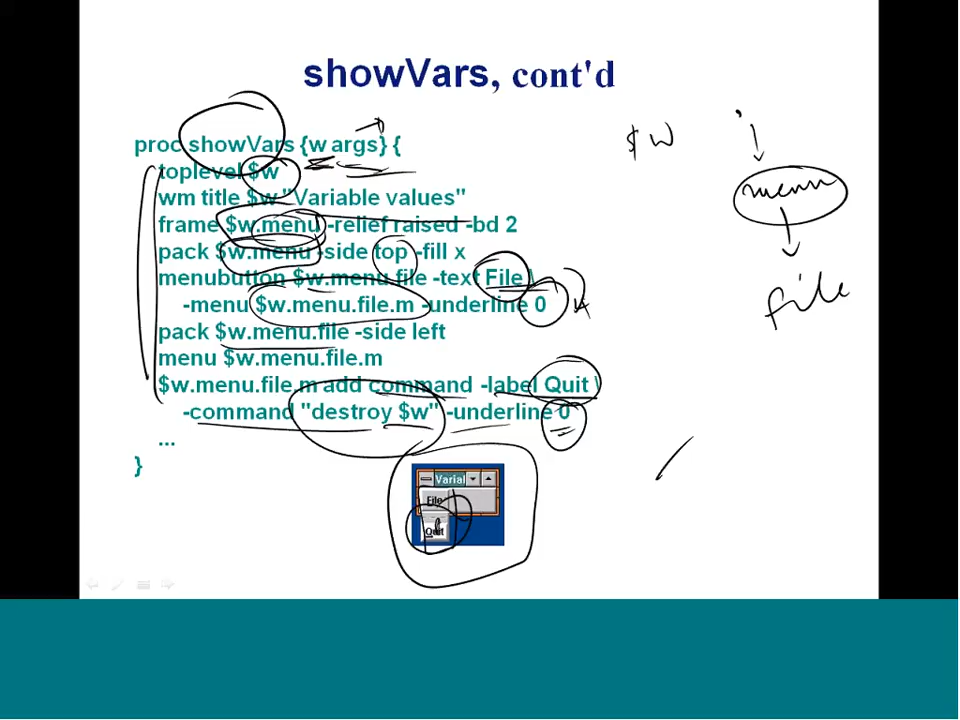 showVars, cont'd
proc showVars {w args} {
toplevel $w
wm title $w "Variable values"
frame $w.menu -relief raised -bd 2
pack $w.menu -side top -fill x
menubutton $w.menu.file -text File \
-menu $w.menu.file.m -underline 0
pack $w.menu.file -side left
menu $w.menu.file.m
$w.menu.file.m add command -label Quit \
-command "destroy $w" -underline 0
...
}
$w
menu
file
Varial
File
Quit